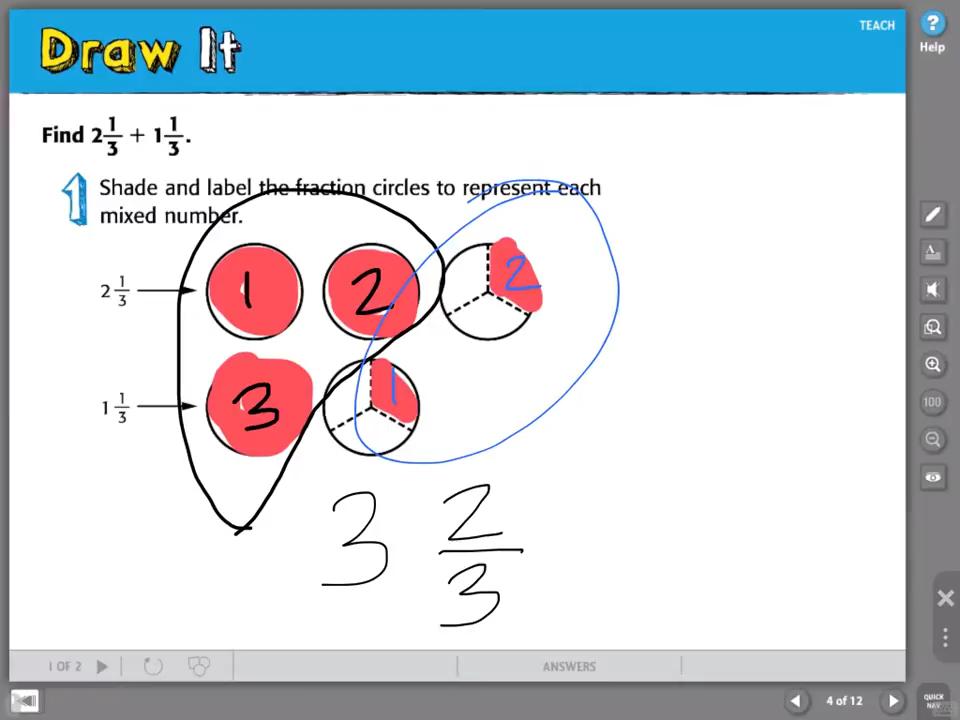 Draw It
TEACH
Help
Find 2 1/3 + 1 1/3.
1 Shade and label the fraction circles to represent each
mixed number.
2 1/3
1 2 2
1 1/3
3 1
3 2/3
100
1 OF 2
ANSWERS
4 of 12
QUICK
NAV